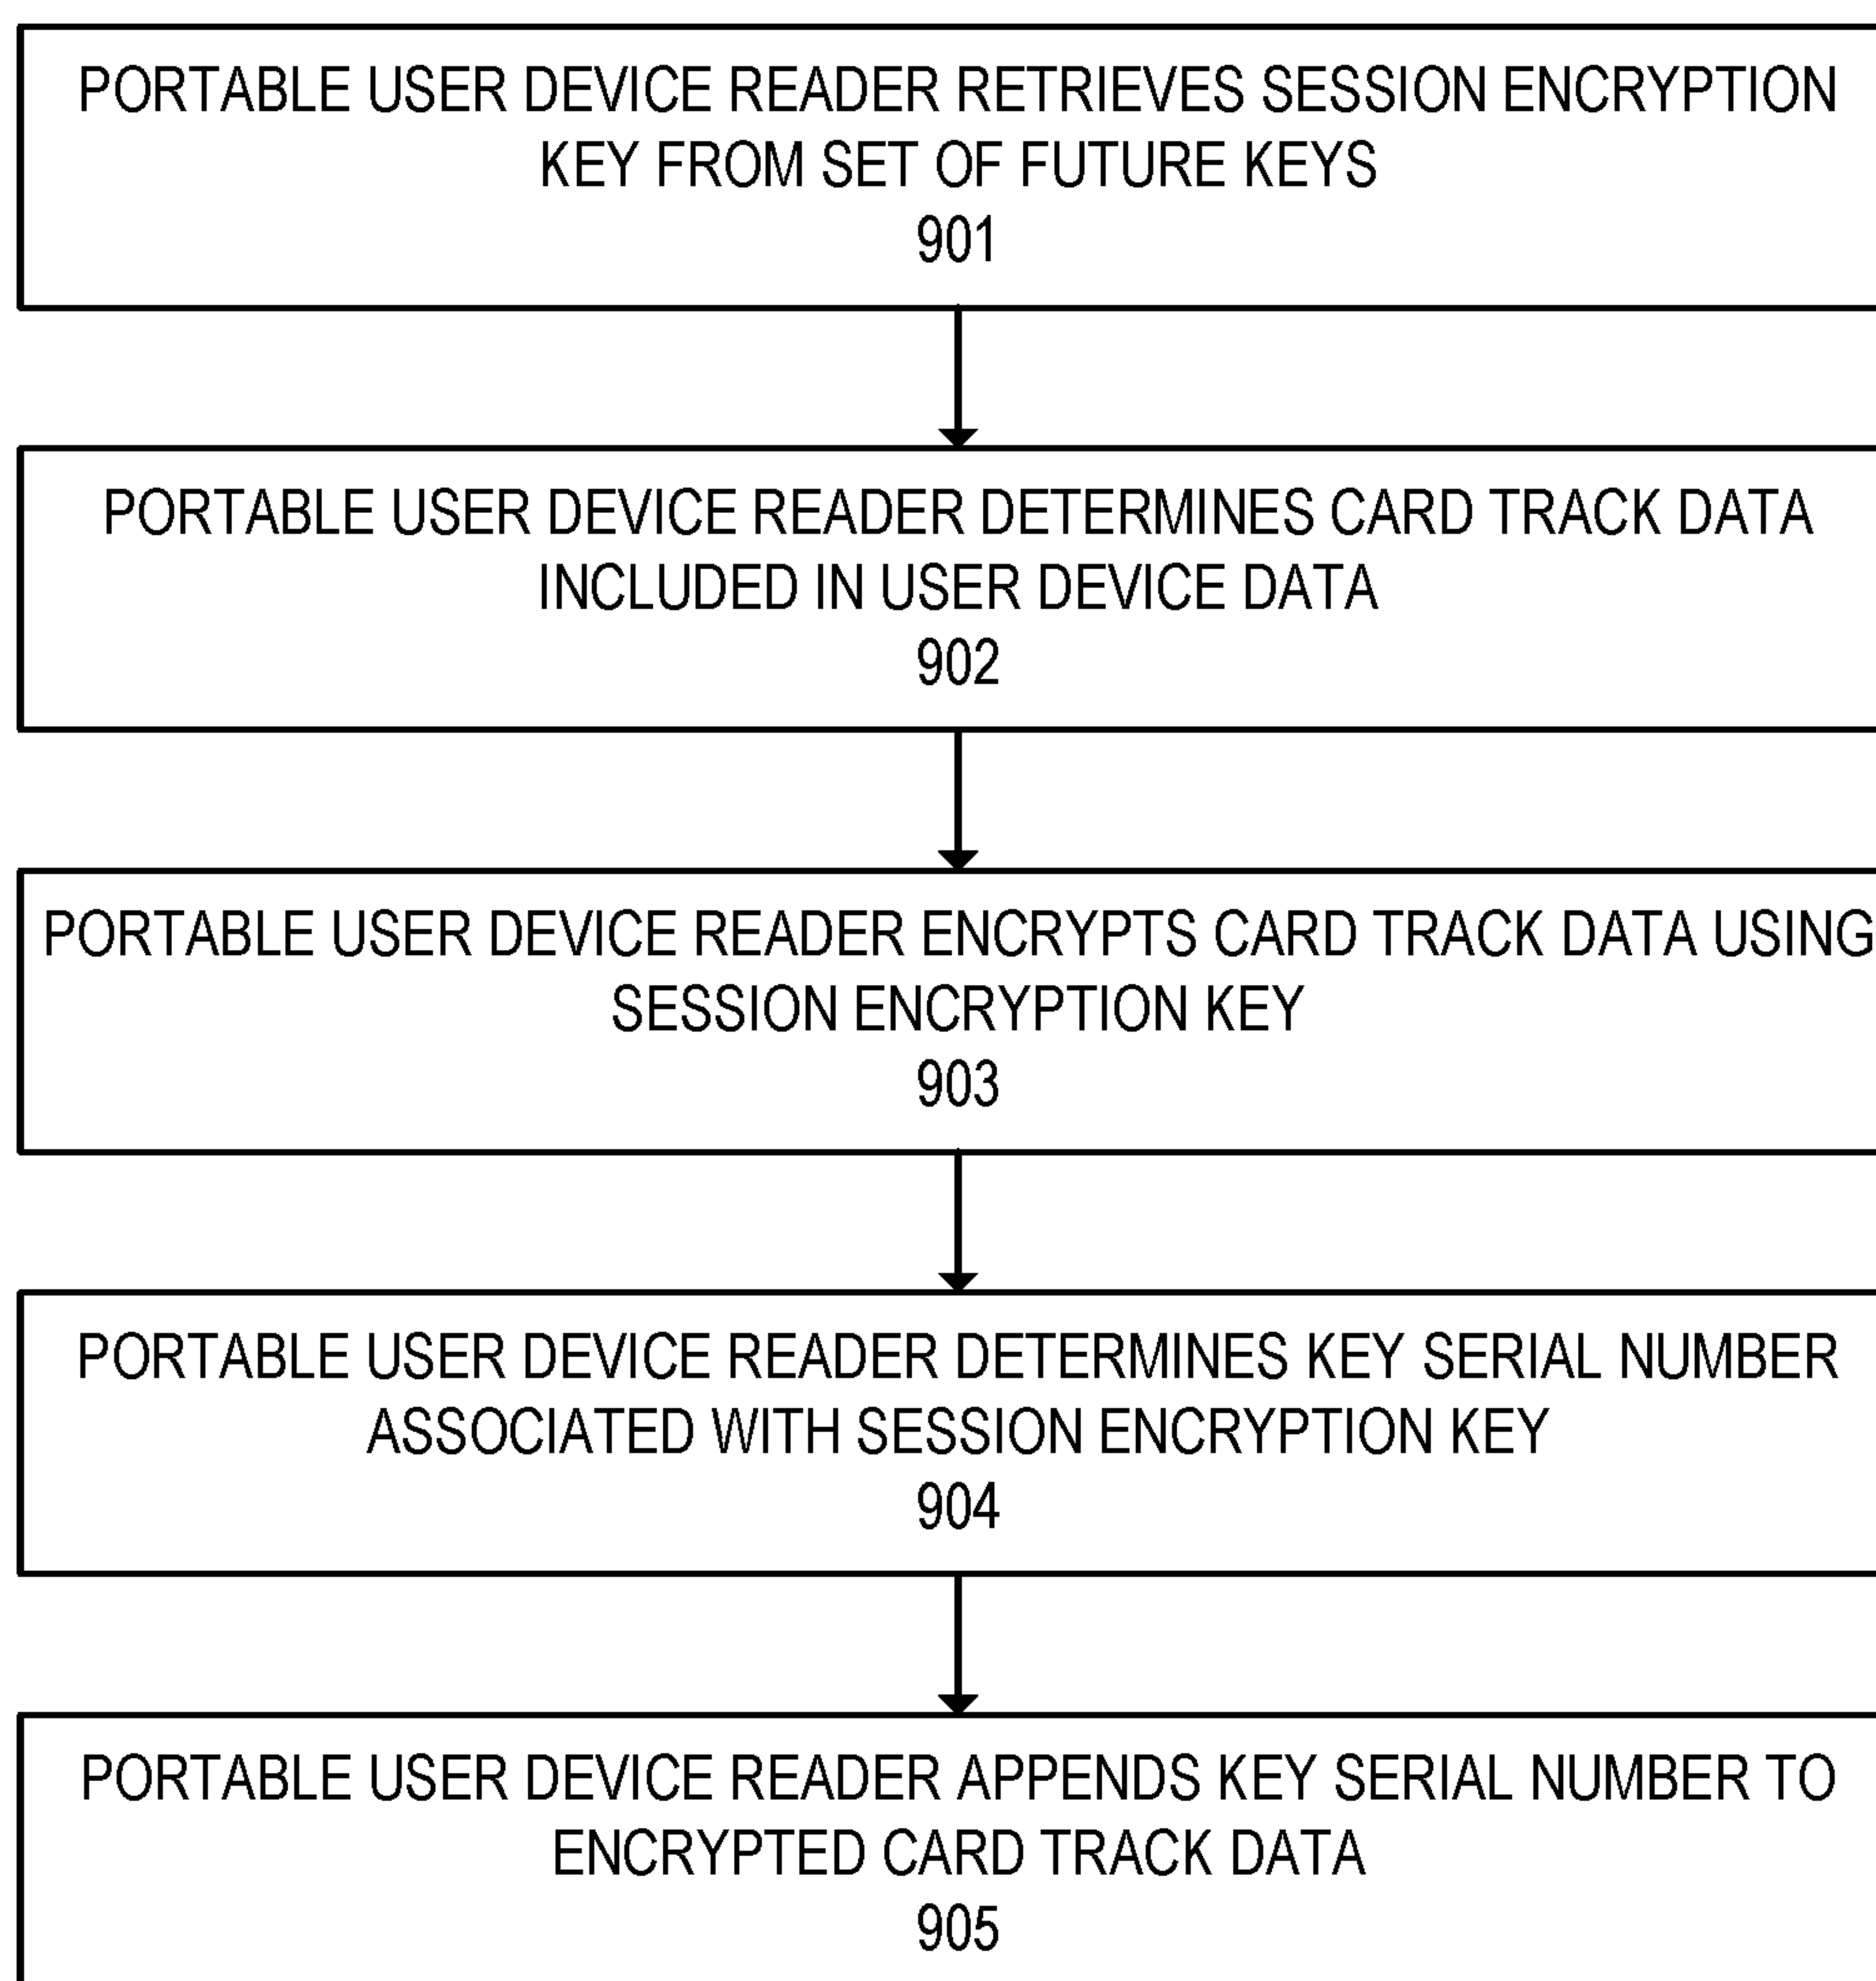 PORTABLE USER DEVICE READER RETRIEVES SESSION ENCRYPTION
KEY FROM SET OF FUTURE KEYS
901
PORTABLE USER DEVICE READER DETERMINES CARD TRACK DATA
INCLUDED IN USER DEVICE DATA
902
PORTABLE USER DEVICE READER ENCRYPTS CARD TRACK DATA USING
SESSION ENCRYPTION KEY
903
PORTABLE USER DEVICE READER DETERMINES KEY SERIAL NUMBER
ASSOCIATED WITH SESSION ENCRYPTION KEY
904
PORTABLE USER DEVICE READER APPENDS KEY SERIAL NUMBER TO
ENCRYPTED CARD TRACK DATA
905